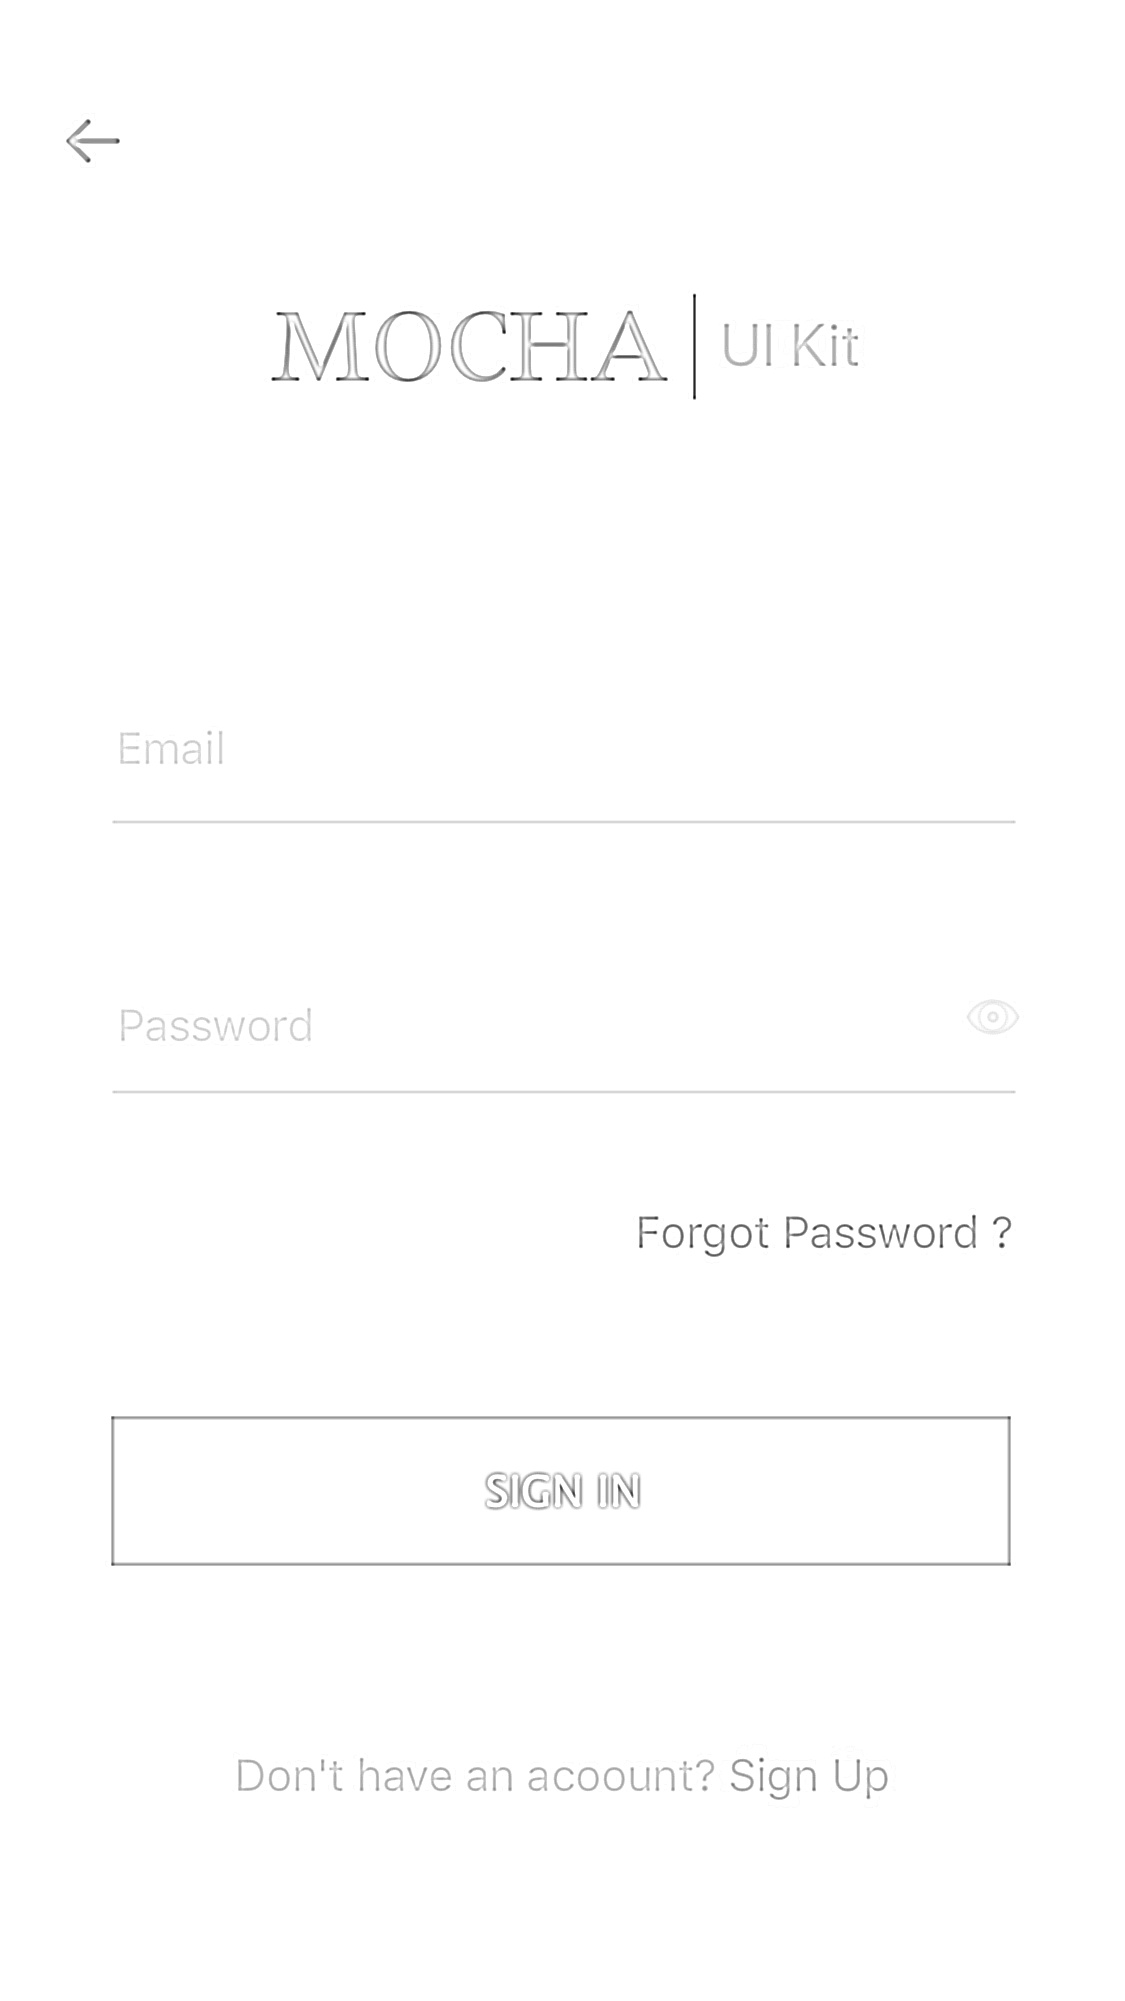 MOCHA | UI Kit
Email
Password
Forgot Password ?
SIGN IN
Don't have an acoount? Sign Up